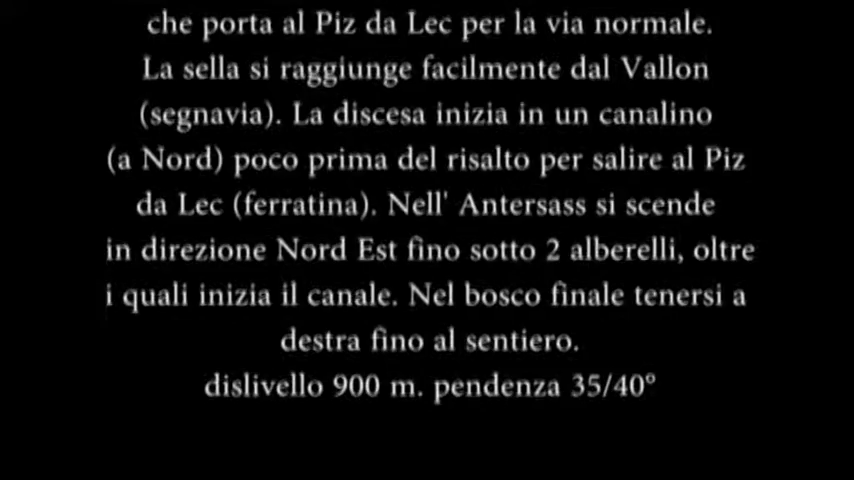 che porta al Piz da Lec per la via normale.
La sella si raggiunge facilmente dal Vallon
(segnavia). La discesa inizia in un canalino
(a Nord) poco prima del risalto per salire al Piz
da Lec (ferratina). Nell' Antersass si scende
in direzione Nord Est fino sotto 2 alberelli, oltre
i quali inizia il canale. Nel bosco finale tenersi a
destra fino al sentiero.
dislivello 900 m. pendenza 35/40°